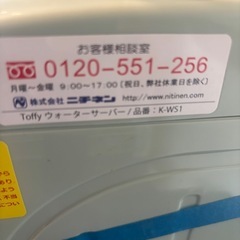 お客様相談室
0120-551-256
月曜～金曜 9:00～17:00 [祝日、弊社休業日を除く]
株式会社 ニチネン http://www.nitinen.com
Toffy ウォーターサーバー / 品番：K-WS1